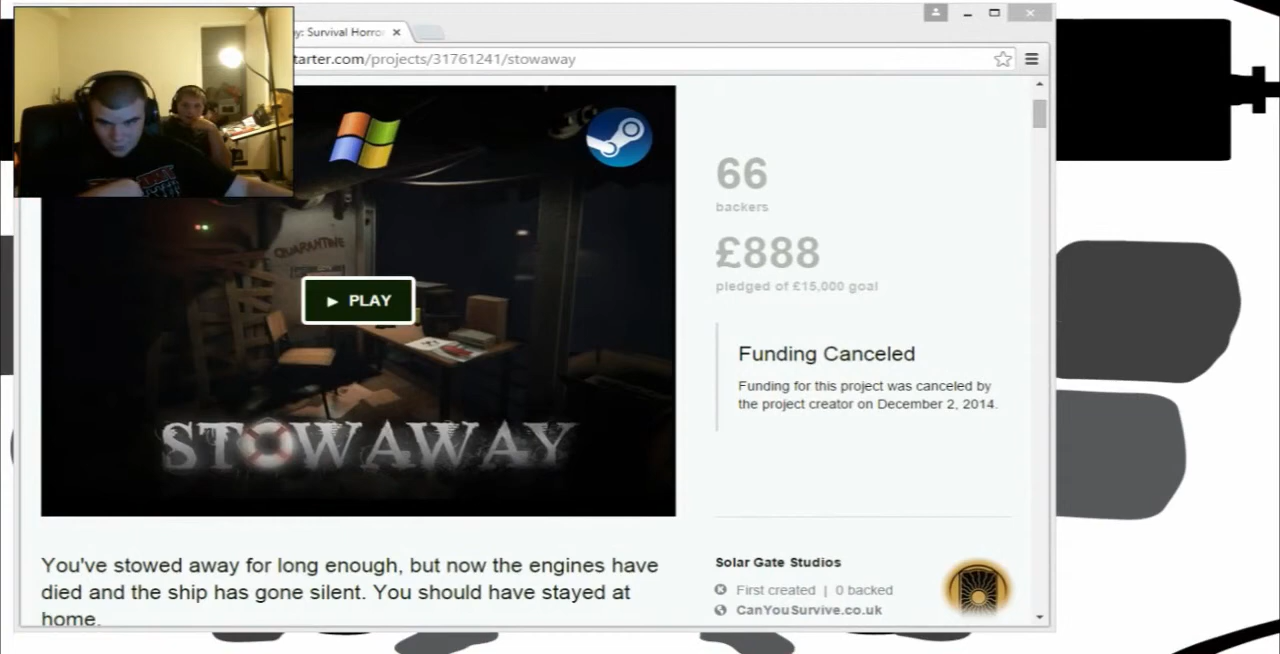 y: Survival Horro
tarter.com/projects/31761241/stowaway
QUARANTINE
PLAY
STOWAWAY
66
backers
£888
pledged of £15,000 goal
Funding Canceled
Funding for this project was canceled by
the project creator on December 2, 2014.
You've stowed away for long enough, but now the engines have
died and the ship has gone silent. You should have stayed at
home.
Solar Gate Studios
First created | 0 backed
CanYouSurvive.co.uk